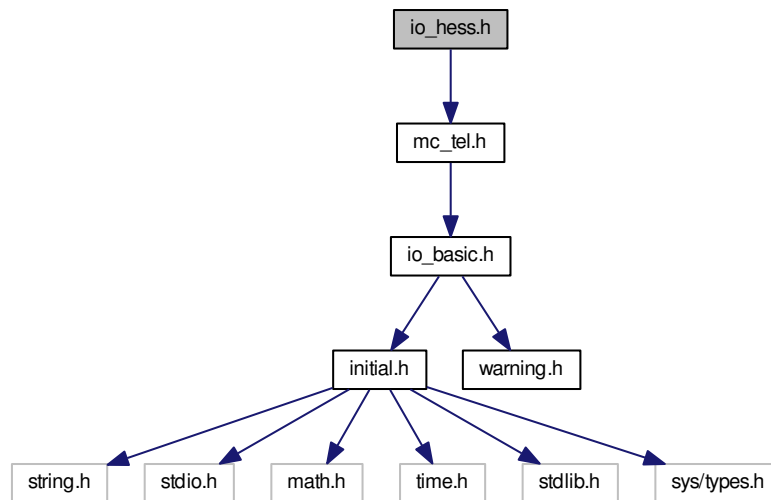 io_hess.h
mc_tel.h
io_basic.h
initial.h
warning.h
string.h
stdio.h
math.h
time.h
stdlib.h
sys/types.h